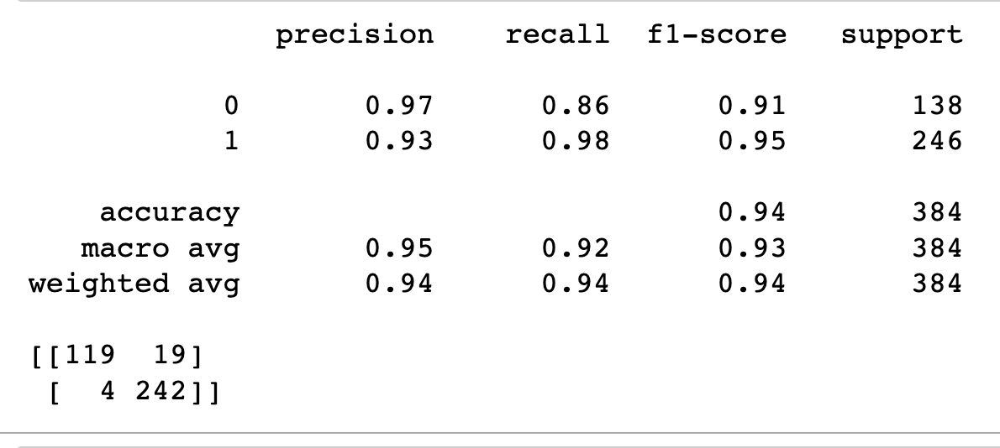 precision recall f1-score support
0 0.97 0.86 0.91 138
1 0.93 0.98 0.95 246
accuracy 0.94 384
macro avg 0.95 0.92 0.93 384
weighted avg 0.94 0.94 0.94 384
[[119 19]
[ 4 242]]